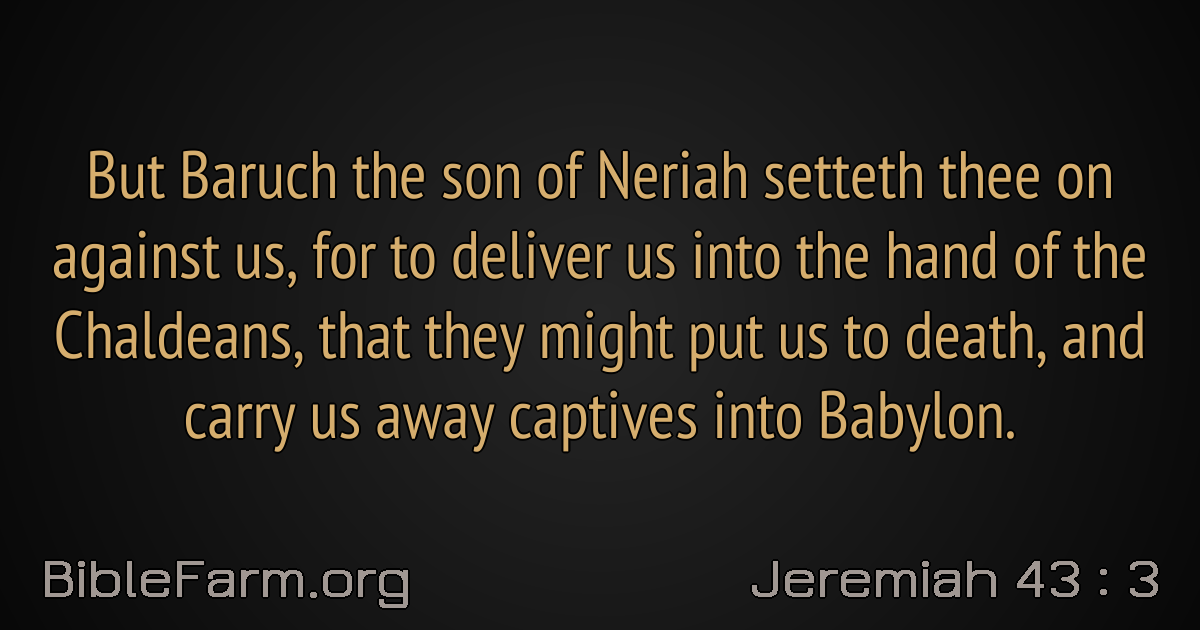 But Baruch the son of Neriah setteth thee on
against us, for to deliver us into the hand of the
Chaldeans, that they might put us to death, and
carry us away captives into Babylon.
BibleFarm.org
Jeremiah 43 : 3